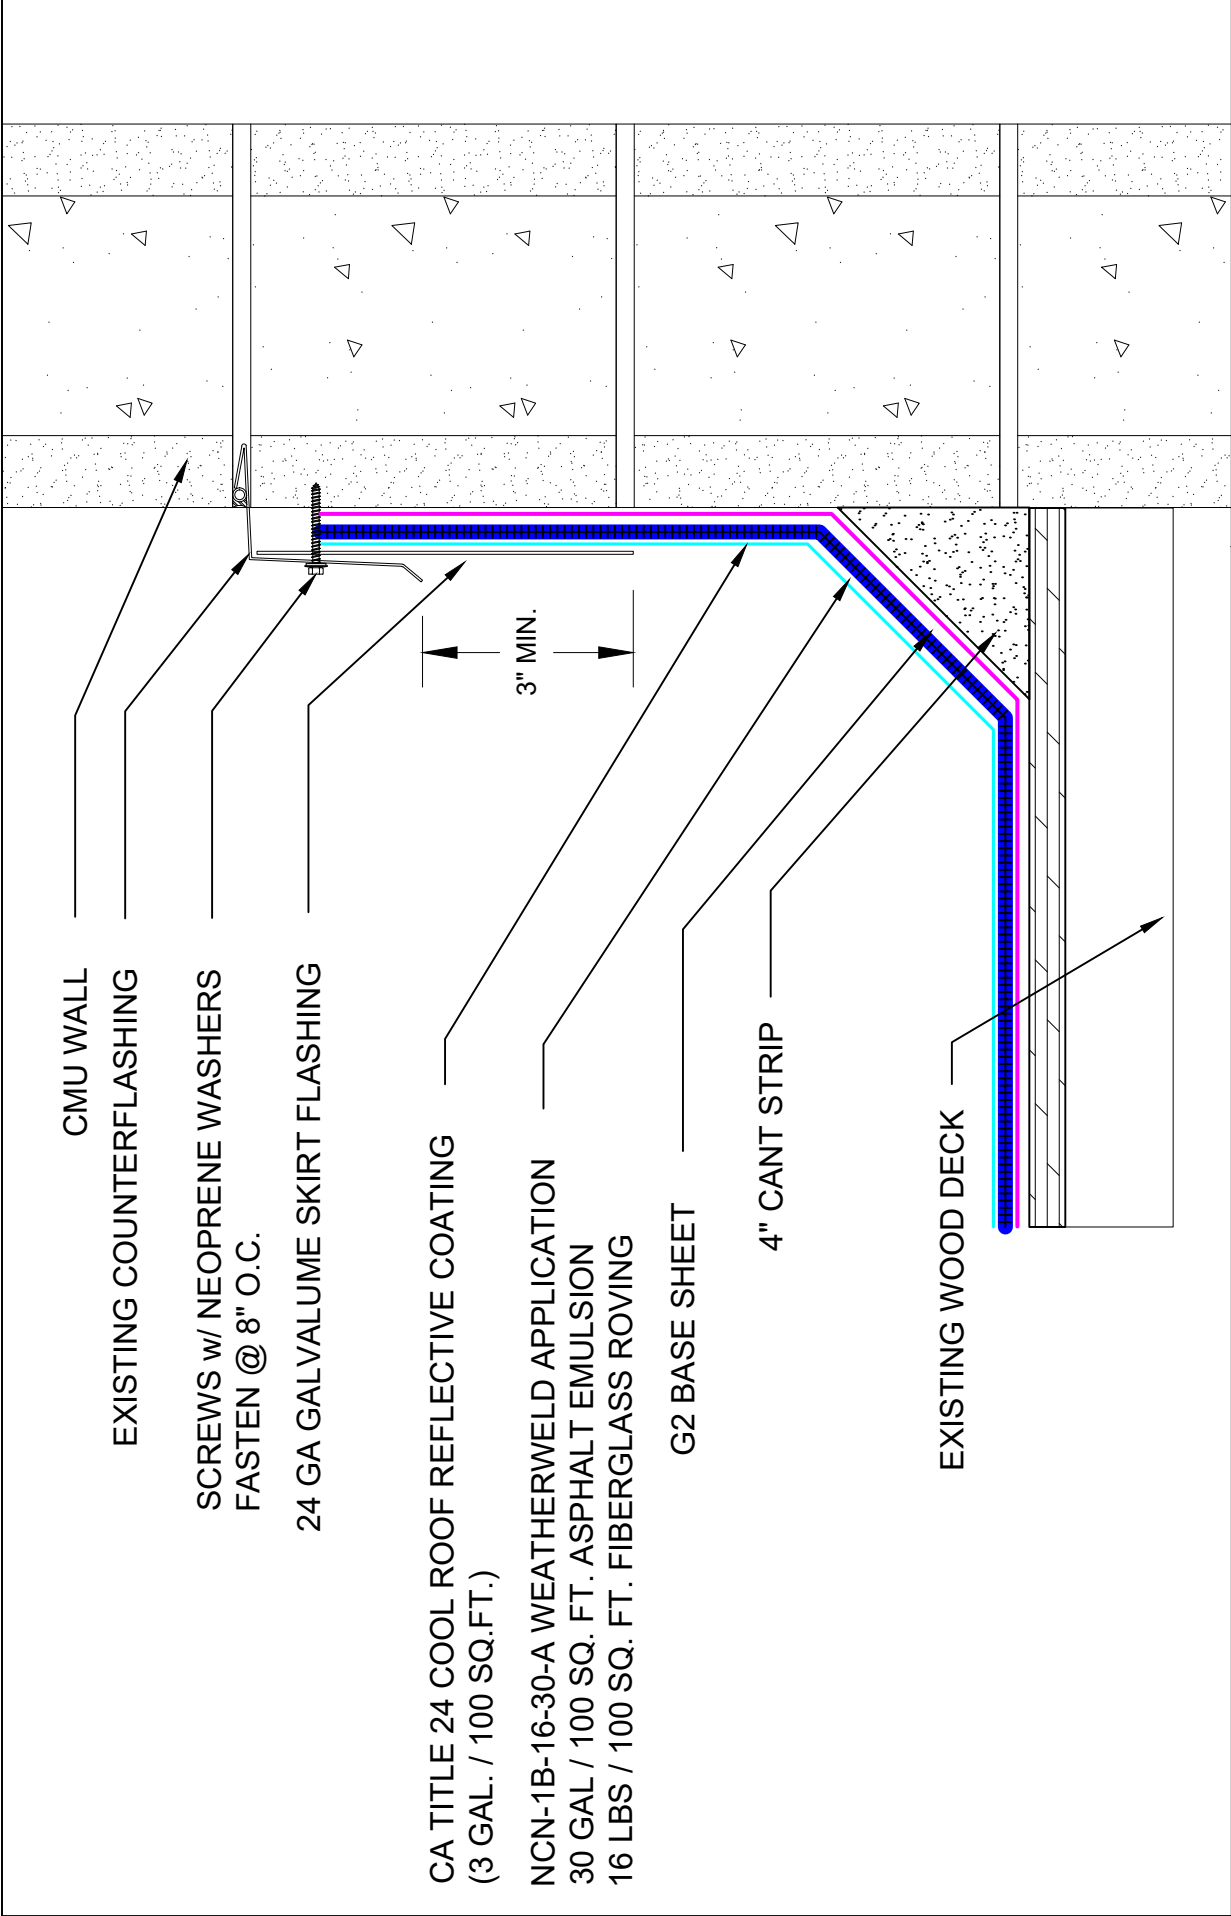 CMU WALL
EXISTING COUNTERFLASHING
SCREWS w/ NEOPRENE WASHERS
FASTEN @ 8" O.C.
24 GA GALVALUME SKIRT FLASHING
3" MIN.
CA TITLE 24 COOL ROOF REFLECTIVE COATING
(3 GAL. / 100 SQ.FT.)
NCN-1B-16-30-A WEATHERWELD APPLICATION
30 GAL / 100 SQ. FT. ASPHALT EMULSION
16 LBS / 100 SQ. FT. FIBERGLASS ROVING
G2 BASE SHEET
4" CANT STRIP
EXISTING WOOD DECK